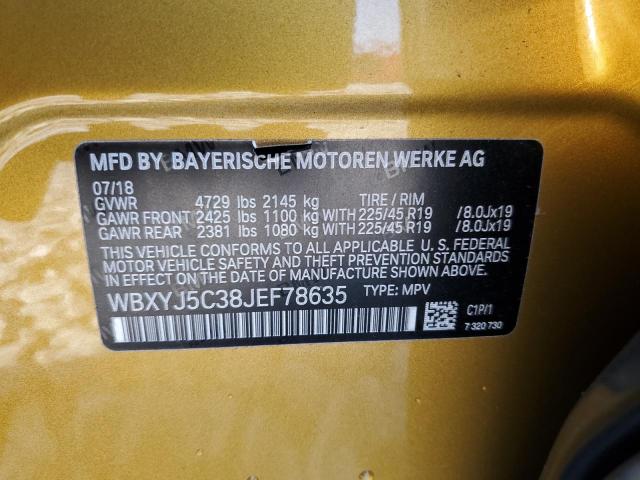 MFD BY BAYERISCHE MOTOREN WERKE AG
07/18
GVWR 4729 lbs 2145 kg TIRE / RIM
GAWR FRONT 2425 lbs 1100 kg WITH 225/45 R19 /8.0Jx19
GAWR REAR 2381 lbs 1080 kg WITH 225/45 R19 /8.0Jx19
THIS VEHICLE CONFORMS TO ALL APPLICABLE U. S. FEDERAL
MOTOR VEHICLE SAFETY AND THEFT PREVENTION STANDARDS
IN EFFECT ON THE DATE OF MANUFACTURE SHOWN ABOVE.
WBXYJ5C38JEF78635 TYPE: MPV
C1P/1
7 320 730